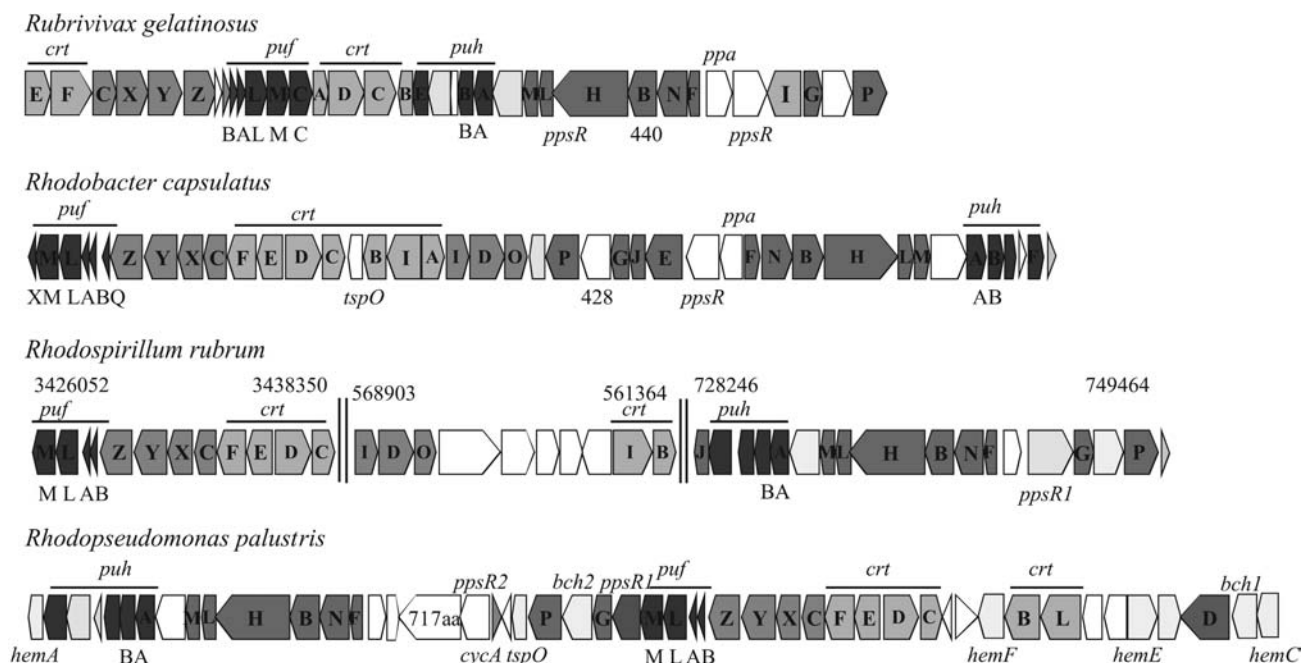 Rubrivivax gelatinosus
crt puf crt puh ppa
E F C X Y Z L M C A D C B E B A M L H B N F I G P
BAL M C BA ppsR 440 ppsR
Rhodobacter capsulatus
puf crt ppa puh
M L Z Y X C F E D C B I A I D O P G J E F N B H L M A B E
XM L ABQ tspO 428 ppsR AB
Rhodospirillum rubrum
3426052 3438350 568903 561364 728246 749464
puf crt crt puh
M L Z Y X C F E D C I D O I B J A M L H B N F G P
M L AB BA ppsR1
Rhodopseudomonas palustris
puh ppsR2 bch2 ppsR1 puf crt crt bch1
A M L H B N F 717aa P G M L Z Y X C F E D C B L D
hemA BA cycA tspO M L AB hemF hemE hemC